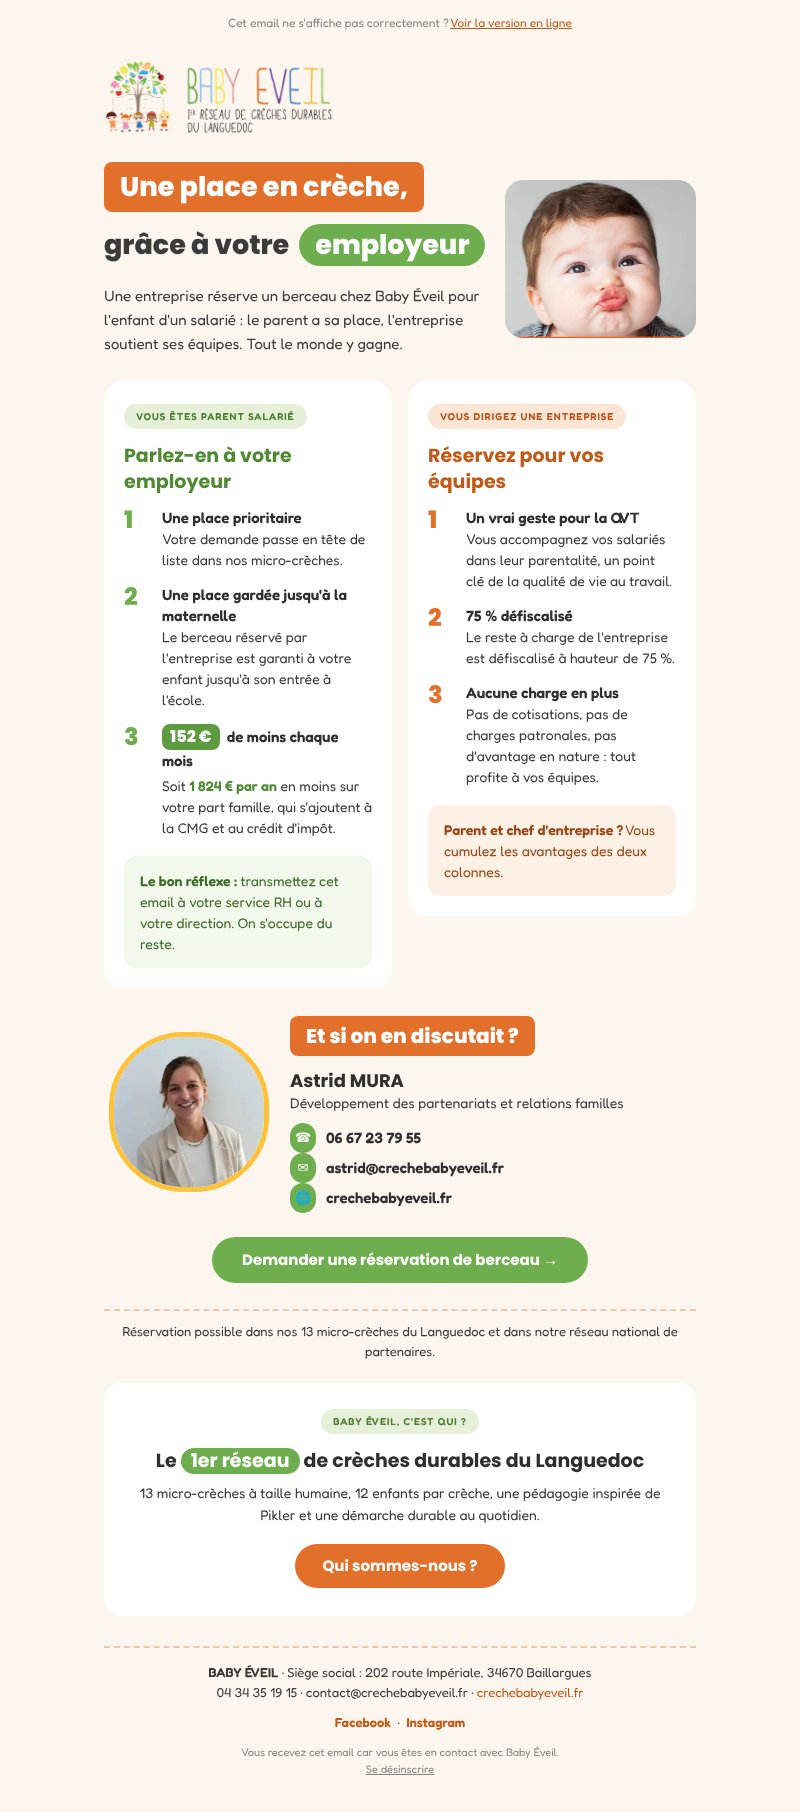 Cet email ne s'affiche pas correctement ? Voir la version en ligne
BABY EVEIL
1ER RÉSEAU DE CRÈCHES DURABLES
DU LANGUEDOC
Une place en crèche,
grâce à votre employeur
Une entreprise réserve un berceau chez Baby Éveil pour
l'enfant d'un salarié : le parent a sa place, l'entreprise
soutient ses équipes. Tout le monde y gagne.
VOUS ÊTES PARENT SALARIÉ
Parlez-en à votre
employeur
1 Une place prioritaire
Votre demande passe en tête de
liste dans nos micro-crèches.
2 Une place gardée jusqu'à la
maternelle
Le berceau réservé par
l'entreprise est garanti à votre
enfant jusqu'à son entrée à
l'école.
3 152 € de moins chaque
mois
Soit 1 824 € par an en moins sur
votre part famille, qui s'ajoutent à
la CMG et au crédit d'impôt.
Le bon réflexe : transmettez cet
email à votre service RH ou à
votre direction. On s'occupe du
reste.
VOUS DIRIGEZ UNE ENTREPRISE
Réservez pour vos
équipes
1 Un vrai geste pour la QVT
Vous accompagnez vos salariés
dans leur parentalité, un point
clé de la qualité de vie au travail.
2 75 % défiscalisé
Le reste à charge de l'entreprise
est défiscalisé à hauteur de 75 %.
3 Aucune charge en plus
Pas de cotisations, pas de
charges patronales, pas
d'avantage en nature : tout
profite à vos équipes.
Parent et chef d'entreprise ? Vous
cumulez les avantages des deux
colonnes.
Et si on en discutait ?
Astrid MURA
Développement des partenariats et relations familles
☎ 06 67 23 79 55
✉ astrid@crechebabyeveil.fr
🌐 crechebabyeveil.fr
Demander une réservation de berceau →
Réservation possible dans nos 13 micro-crèches du Languedoc et dans notre réseau national de
partenaires.
BABY ÉVEIL, C'EST QUI ?
Le 1er réseau de crèches durables du Languedoc
13 micro-crèches à taille humaine, 12 enfants par crèche, une pédagogie inspirée de
Pikler et une démarche durable au quotidien.
Qui sommes-nous ?
BABY ÉVEIL · Siège social : 202 route Impériale, 34670 Baillargues
04 34 35 19 15 · contact@crechebabyeveil.fr · crechebabyeveil.fr
Facebook · Instagram
Vous recevez cet email car vous êtes en contact avec Baby Éveil.
Se désinscrire